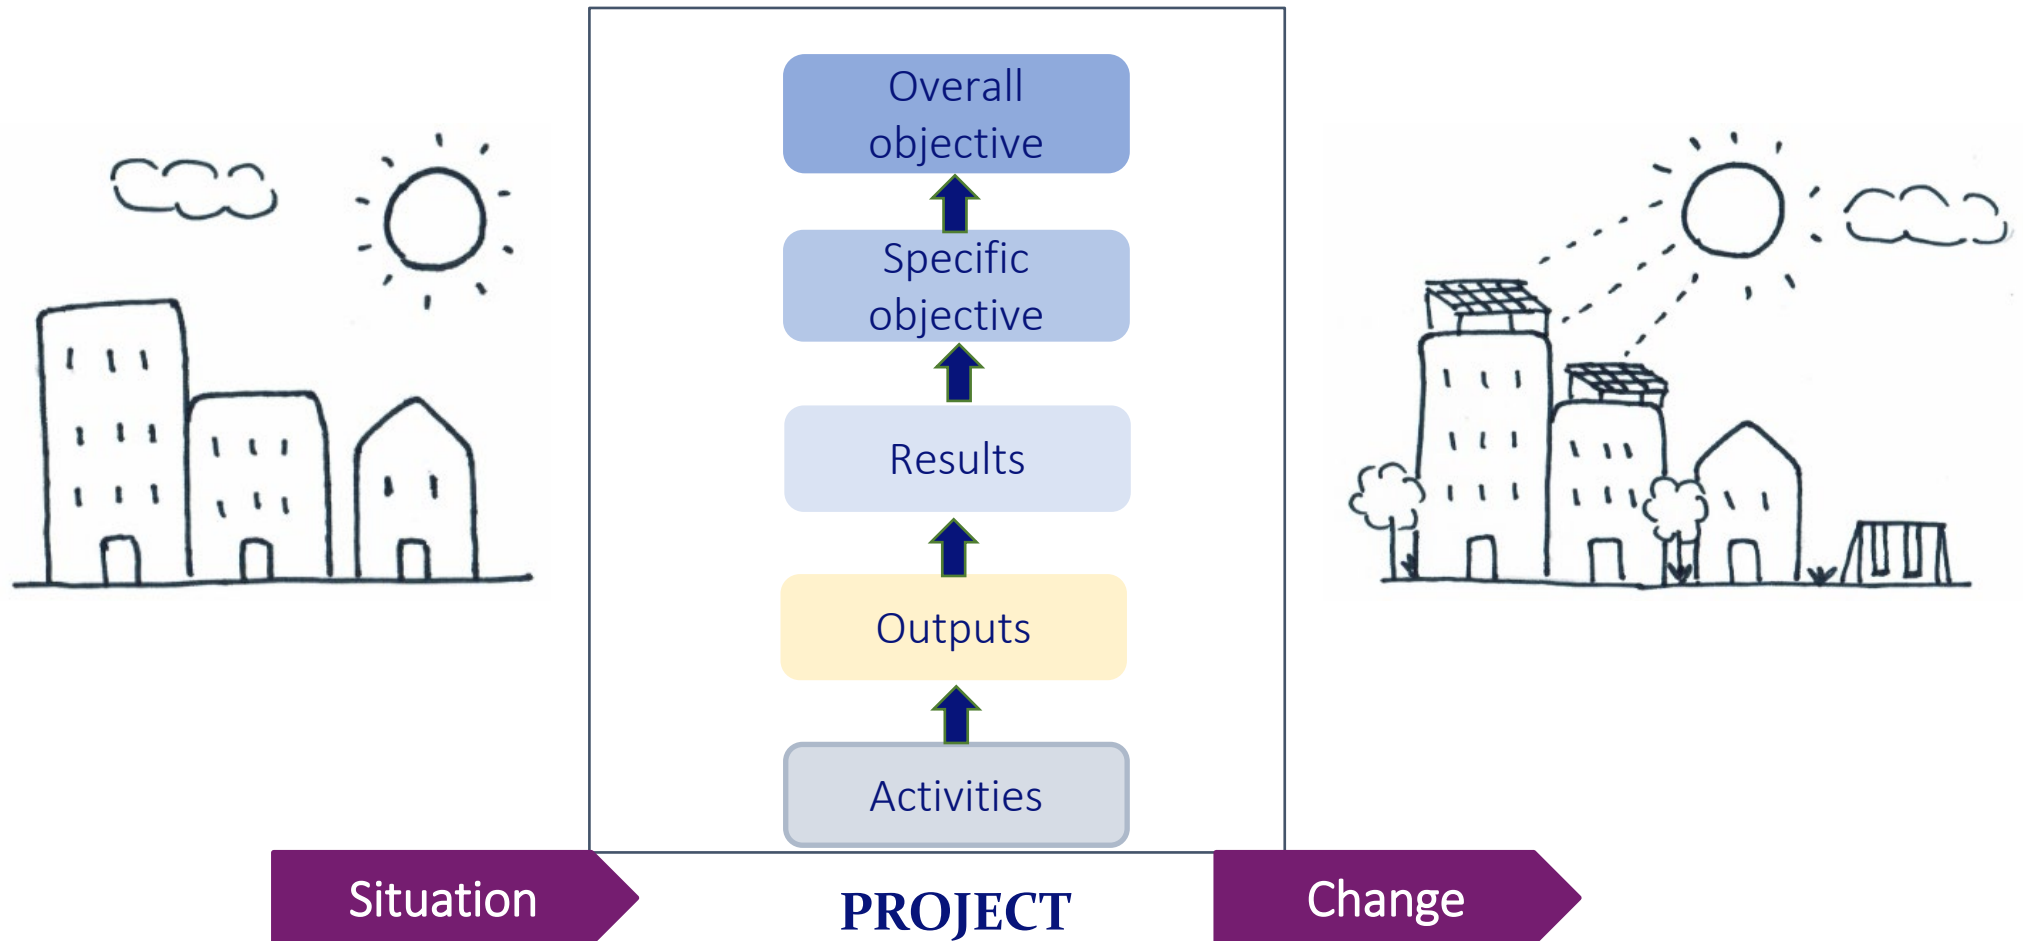 Overall
objective
Specific
objective
Results
Outputs
Activities
Situation
PROJECT
Change